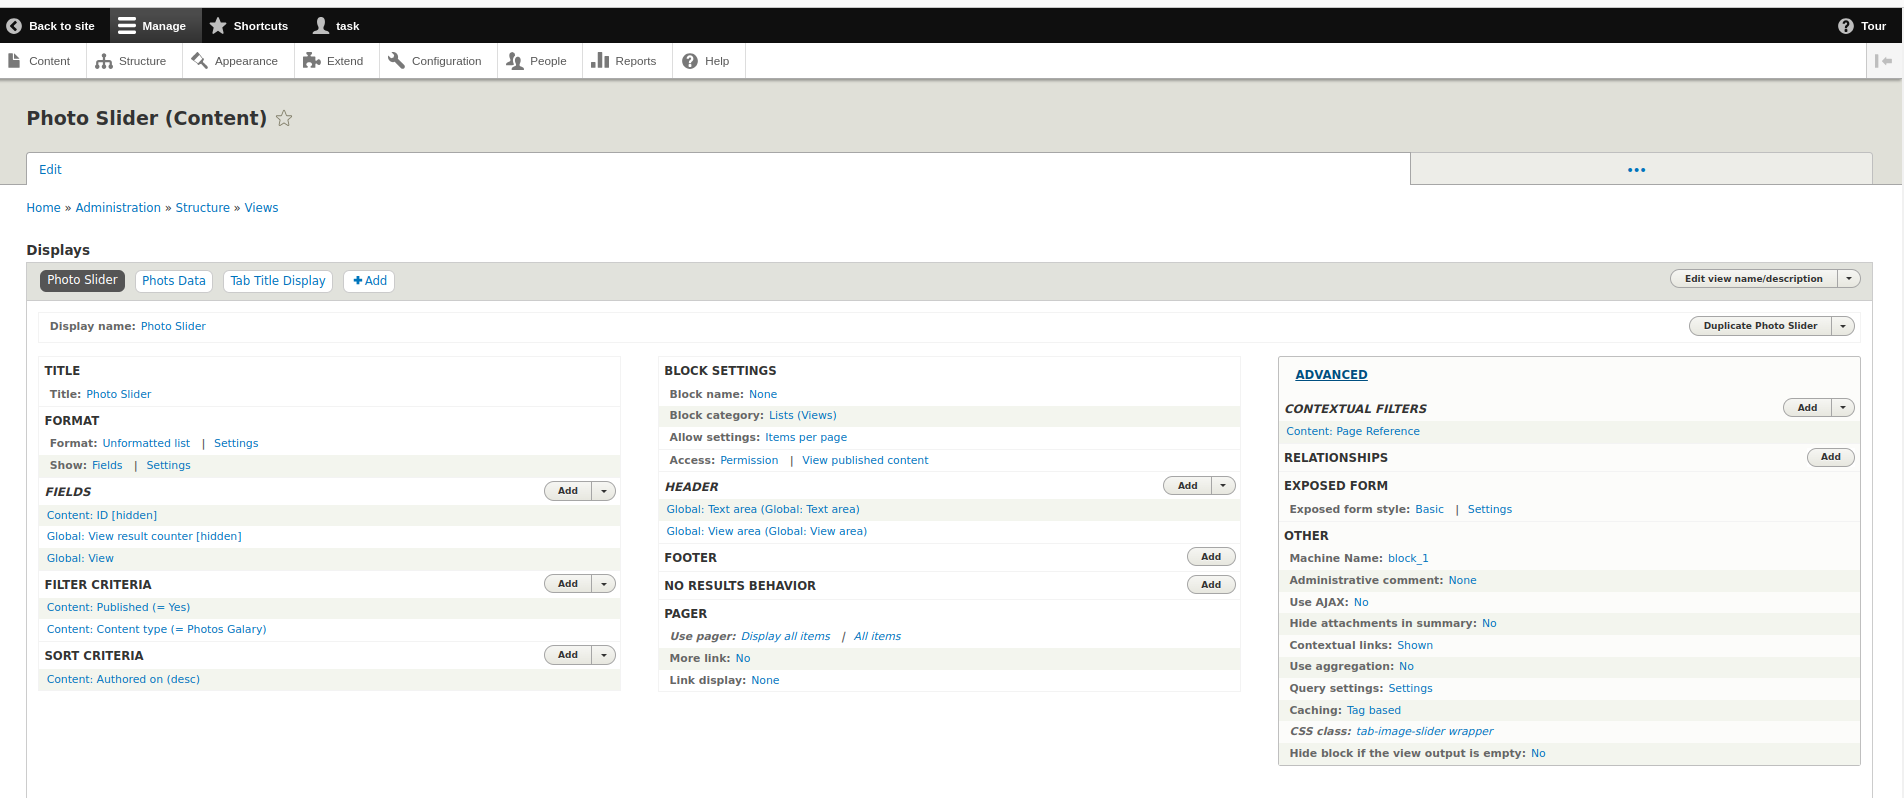 Back to site Manage Shortcuts task Tour
Content Structure Appearance Extend Configuration People Reports Help
Photo Slider (Content)
Edit •••
Home » Administration » Structure » Views
Displays
Photo Slider Phots Data Tab Title Display Add Edit view name/description
Display name: Photo Slider Duplicate Photo Slider
TITLE
Title: Photo Slider
FORMAT
Format: Unformatted list | Settings
Show: Fields | Settings
FIELDS Add
Content: ID [hidden]
Global: View result counter [hidden]
Global: View
FILTER CRITERIA Add
Content: Published (= Yes)
Content: Content type (= Photos Galary)
SORT CRITERIA Add
Content: Authored on (desc)
BLOCK SETTINGS
Block name: None
Block category: Lists (Views)
Allow settings: Items per page
Access: Permission | View published content
HEADER Add
Global: Text area (Global: Text area)
Global: View area (Global: View area)
FOOTER Add
NO RESULTS BEHAVIOR Add
PAGER
Use pager: Display all items | All items
More link: No
Link display: None
ADVANCED
CONTEXTUAL FILTERS Add
Content: Page Reference
RELATIONSHIPS Add
EXPOSED FORM
Exposed form style: Basic | Settings
OTHER
Machine Name: block_1
Administrative comment: None
Use AJAX: No
Hide attachments in summary: No
Contextual links: Shown
Use aggregation: No
Query settings: Settings
Caching: Tag based
CSS class: tab-image-slider wrapper
Hide block if the view output is empty: No